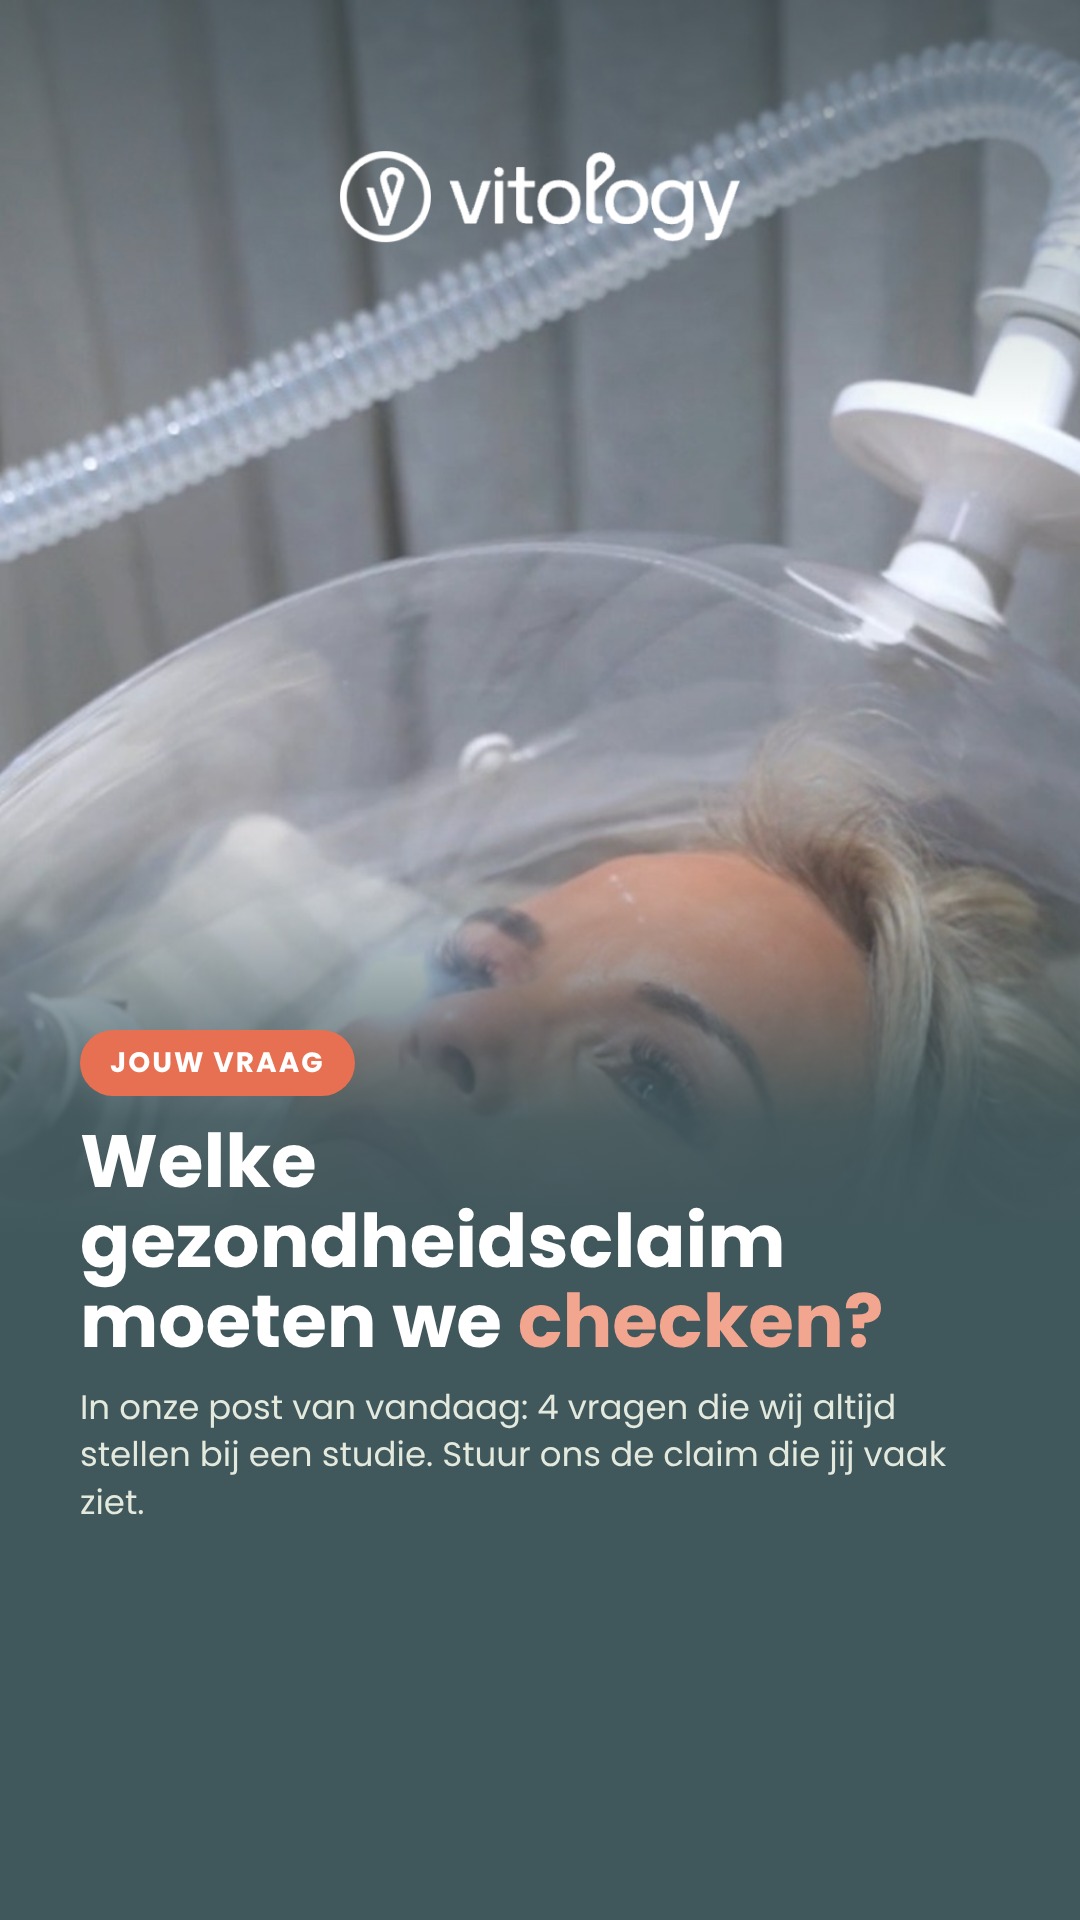 vitology
JOUW VRAAG
Welke
gezondheidsclaim
moeten we checken?
In onze post van vandaag: 4 vragen die wij altijd
stellen bij een studie. Stuur ons de claim die jij vaak
ziet.